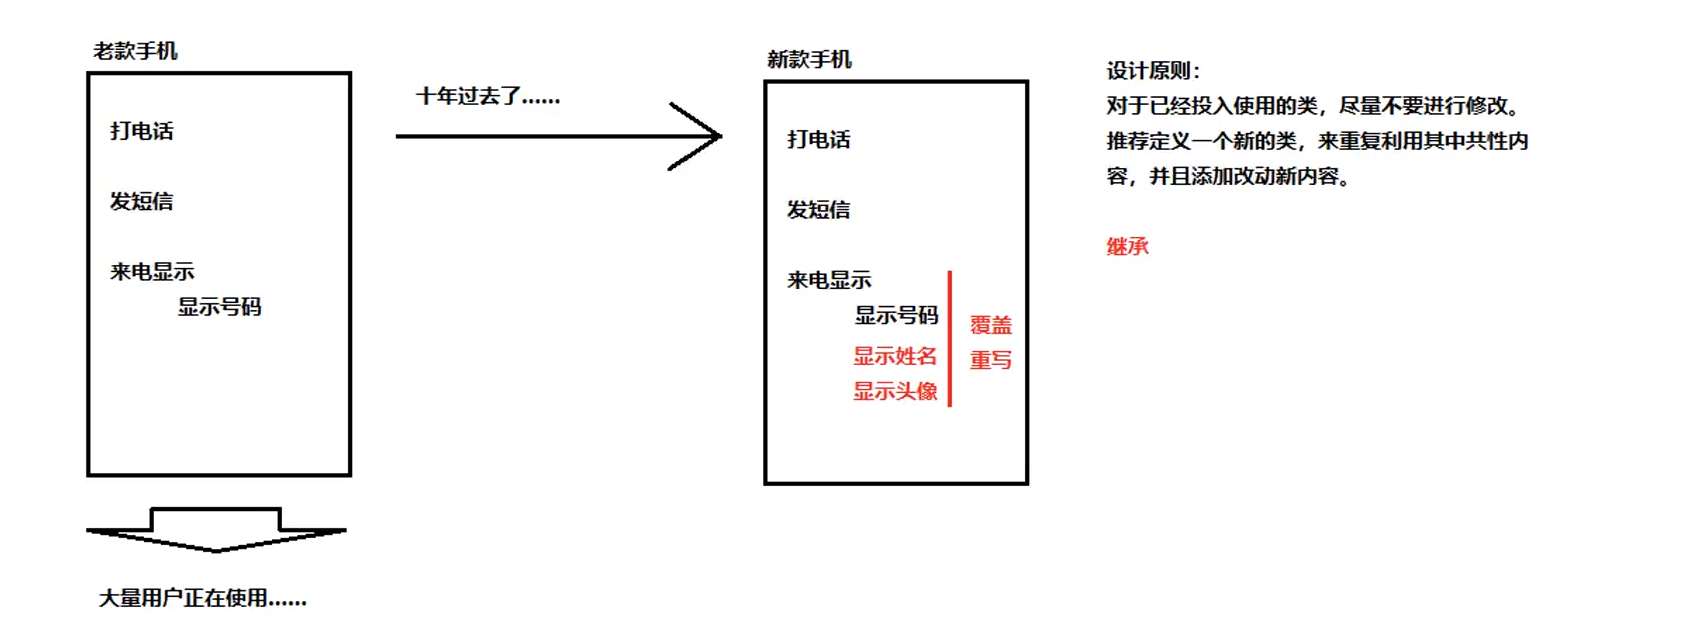 老款手机
打电话
发短信
来电显示
显示号码
大量用户正在使用......
十年过去了......
新款手机
打电话
发短信
来电显示
显示号码
显示姓名
显示头像
覆盖
重写
设计原则：
对于已经投入使用的类，尽量不要进行修改。
推荐定义一个新的类，来重复利用其中共性内
容，并且添加改动新内容。
继承